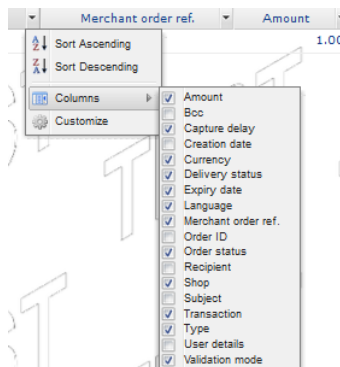 Merchant order ref. Amount
1.00
Sort Ascending
Sort Descending
Columns
Customize
Amount
Bcc
Capture delay
Creation date
Currency
Delivery status
Expiry date
Language
Merchant order ref.
Order ID
Order status
Recipient
Shop
Subject
Transaction
Type
User details
Validation mode